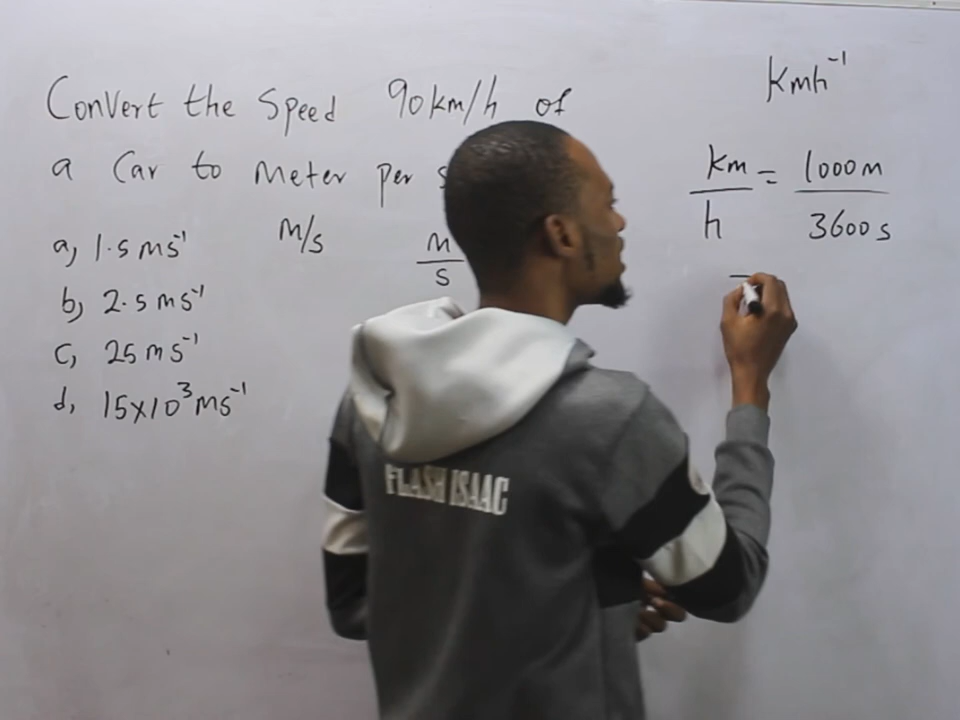 Convert the Speed 90km/h of
a Car to Meter per
a, 1.5 ms⁻¹
M/s
M
s
b, 2.5 ms⁻¹
c, 25 ms⁻¹
d, 15x10³ Ms⁻¹
Kmh⁻¹
km = 1000m
h 3600s
FLASH ISAAC